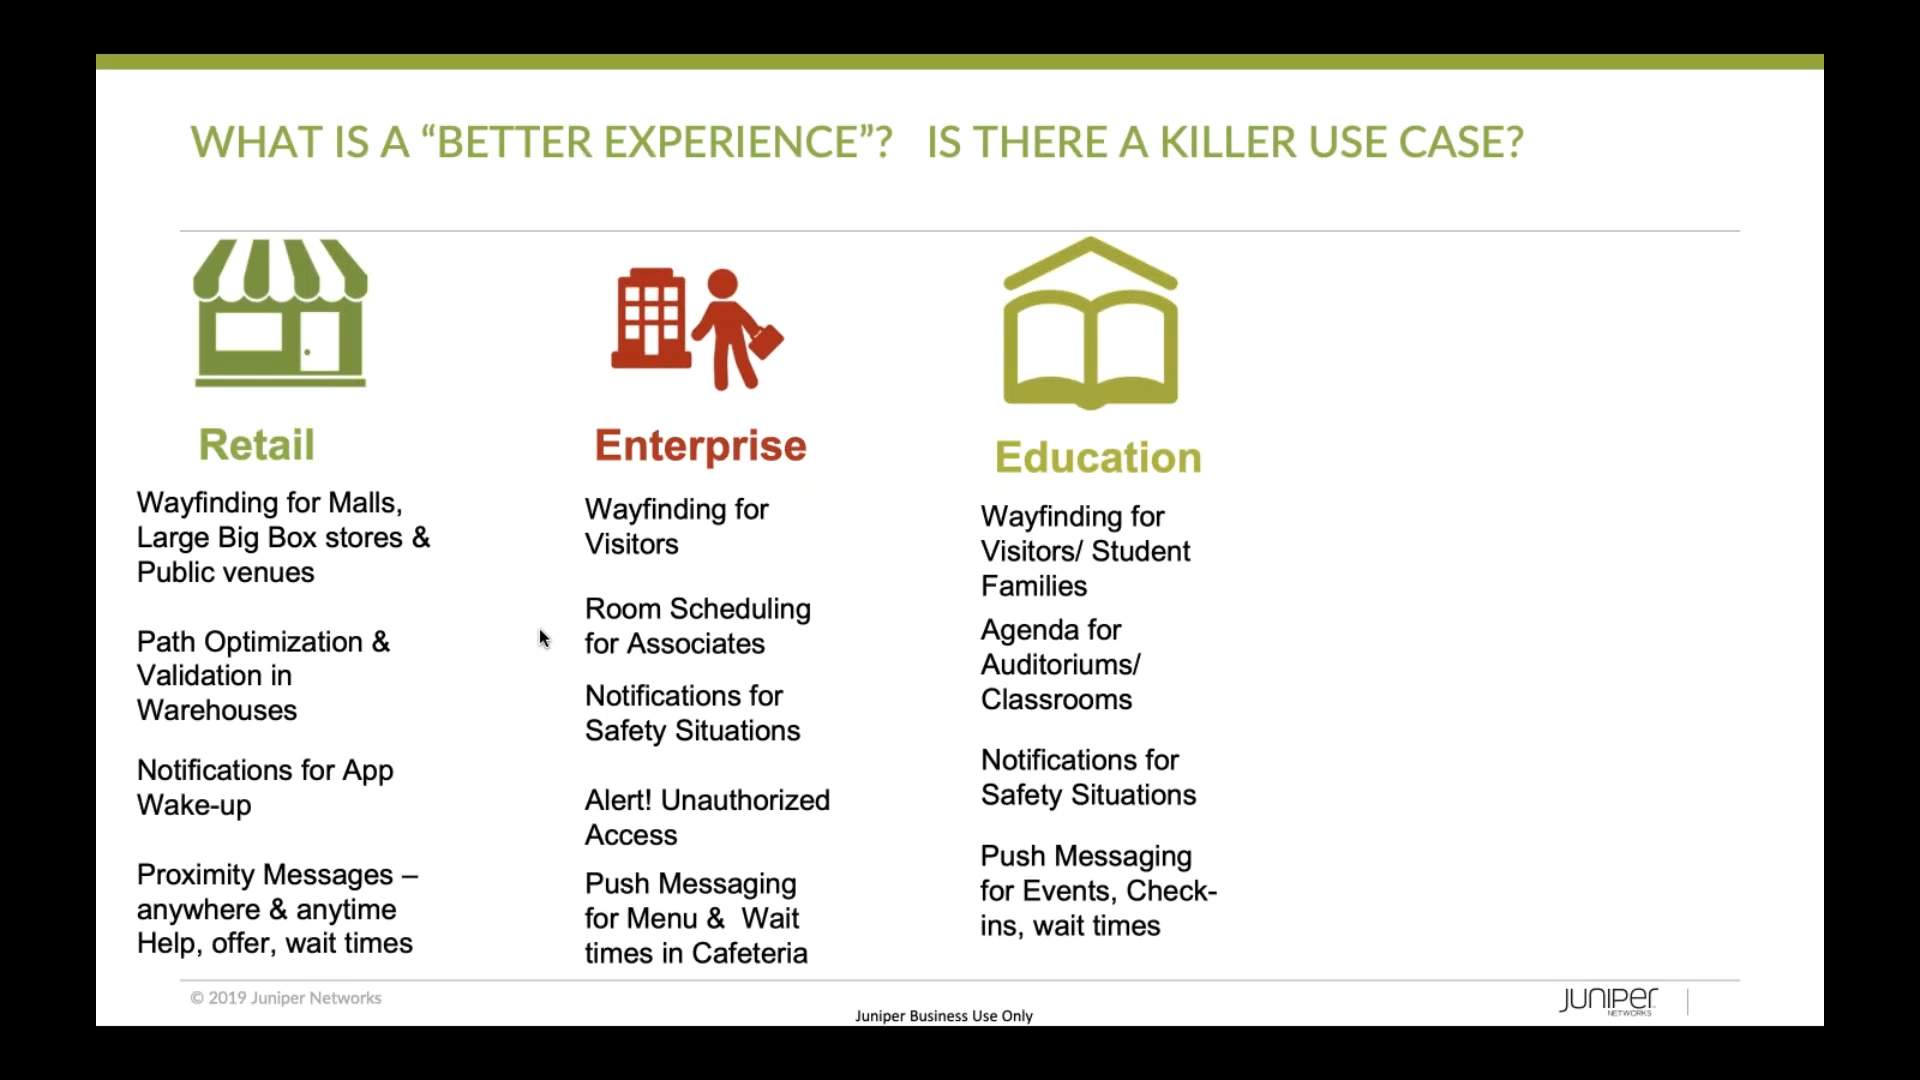 WHAT IS A “BETTER EXPERIENCE”? IS THERE A KILLER USE CASE?
Retail
Wayfinding for Malls,
Large Big Box stores &
Public venues
Path Optimization &
Validation in
Warehouses
Notifications for App
Wake-up
Proximity Messages –
anywhere & anytime
Help, offer, wait times
Enterprise
Wayfinding for
Visitors
Room Scheduling
for Associates
Notifications for
Safety Situations
Alert! Unauthorized
Access
Push Messaging
for Menu & Wait
times in Cafeteria
Education
Wayfinding for
Visitors/ Student
Families
Agenda for
Auditoriums/
Classrooms
Notifications for
Safety Situations
Push Messaging
for Events, Check-
ins, wait times
© 2019 Juniper Networks
Juniper Business Use Only
JUNIPER
NETWORKS